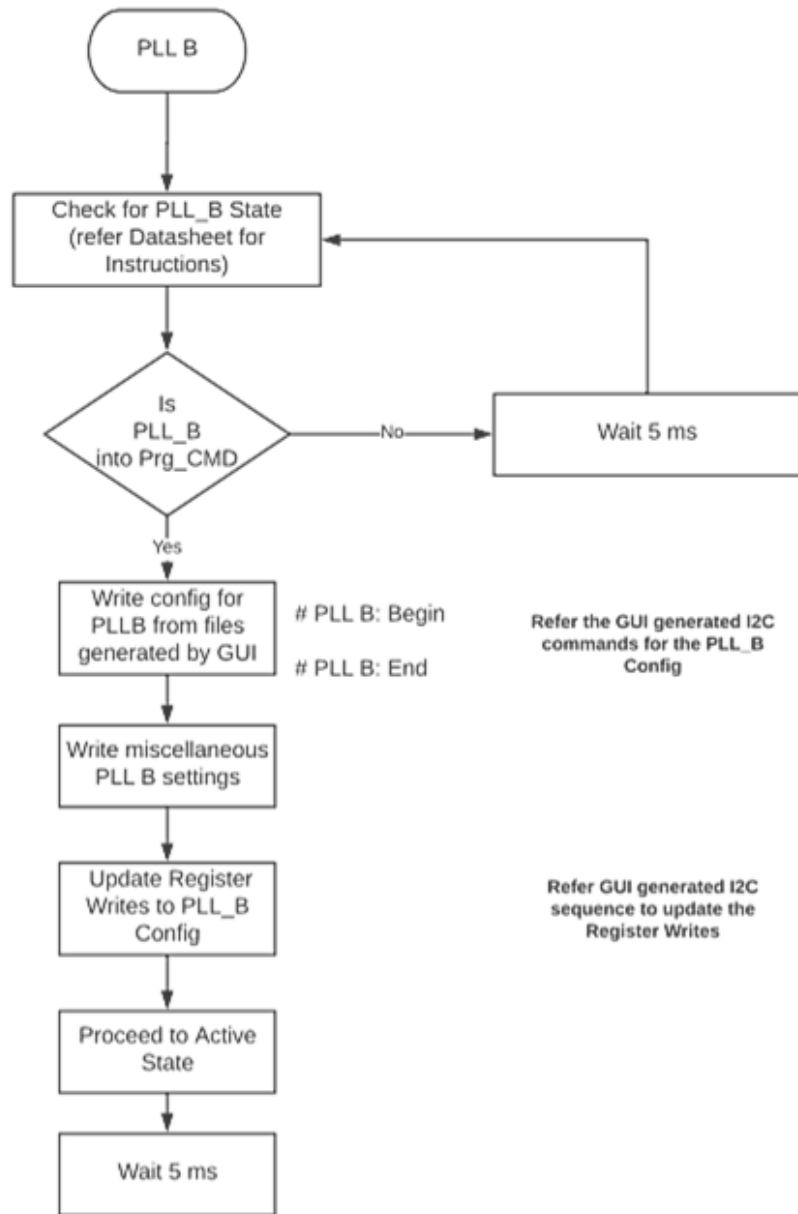 PLL B
Check for PLL_B State
(refer Datasheet for
Instructions)
Is
PLL_B
into Prg_CMD
No
Wait 5 ms
Yes
Write config for
PLLB from files
generated by GUI
# PLL B: Begin
# PLL B: End
Refer the GUI generated I2C
commands for the PLL_B
Config
Write miscellaneous
PLL B settings
Update Register
Writes to PLL_B
Config
Refer GUI generated I2C
sequence to update the
Register Writes
Proceed to Active
State
Wait 5 ms